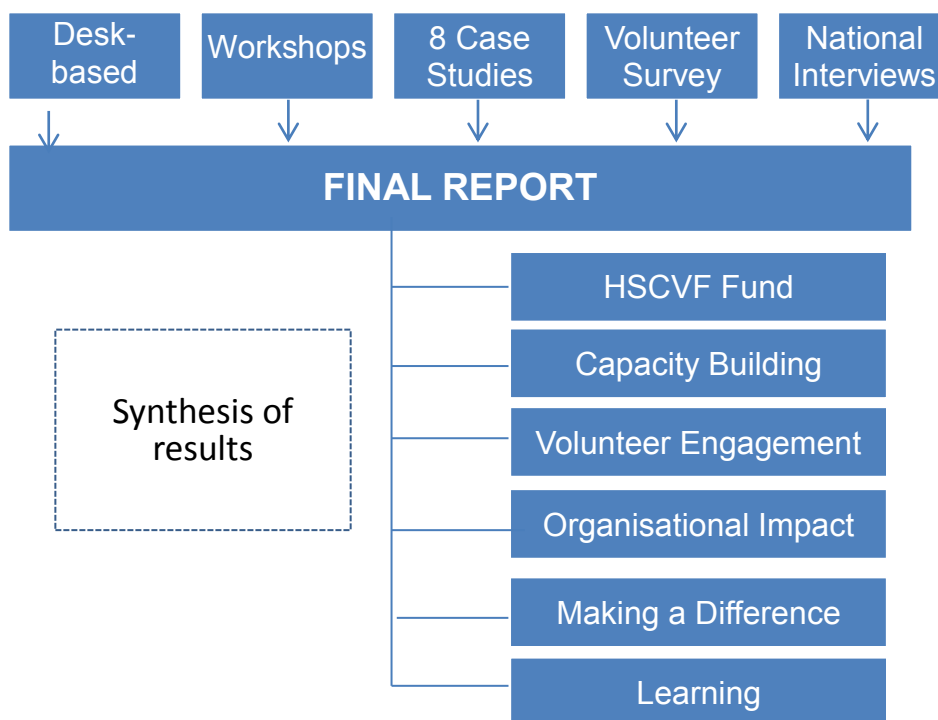 Desk-
based
Workshops
8 Case
Studies
Volunteer
Survey
National
Interviews
FINAL REPORT
HSCVF Fund
Capacity Building
Synthesis of
results
Volunteer Engagement
Organisational Impact
Making a Difference
Learning